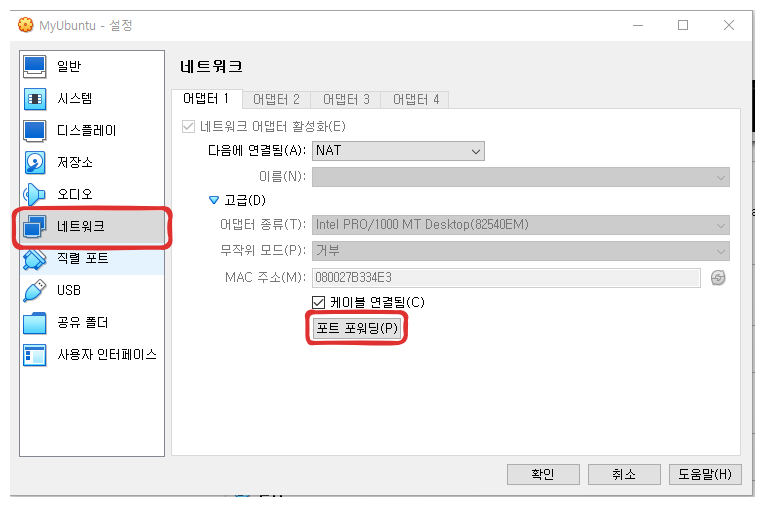 MyUbuntu - 설정
일반
시스템
디스플레이
저장소
오디오
네트워크
직렬 포트
USB
공유 폴더
사용자 인터페이스
네트워크
어댑터 1 어댑터 2 어댑터 3 어댑터 4
네트워크 어댑터 활성화(E)
다음에 연결됨(A): NAT
이름(N):
고급(D)
어댑터 종류(T): Intel PRO/1000 MT Desktop(82540EM)
무작위 모드(P): 거부
MAC 주소(M): 080027B334E3
케이블 연결됨(C)
포트 포워딩(P)
확인 취소 도움말(H)